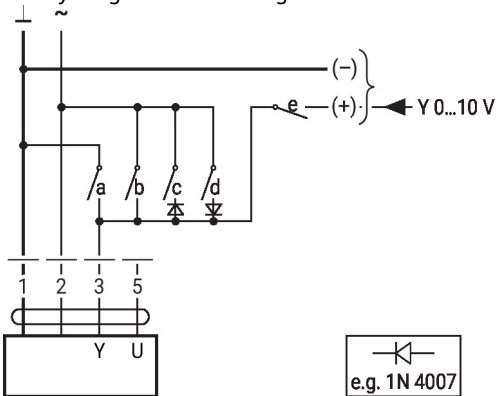 ⊥ ~
(–)
e (+) Y 0...10 V
a b c d
1 2 3 5
Y U
e.g. 1N 4007